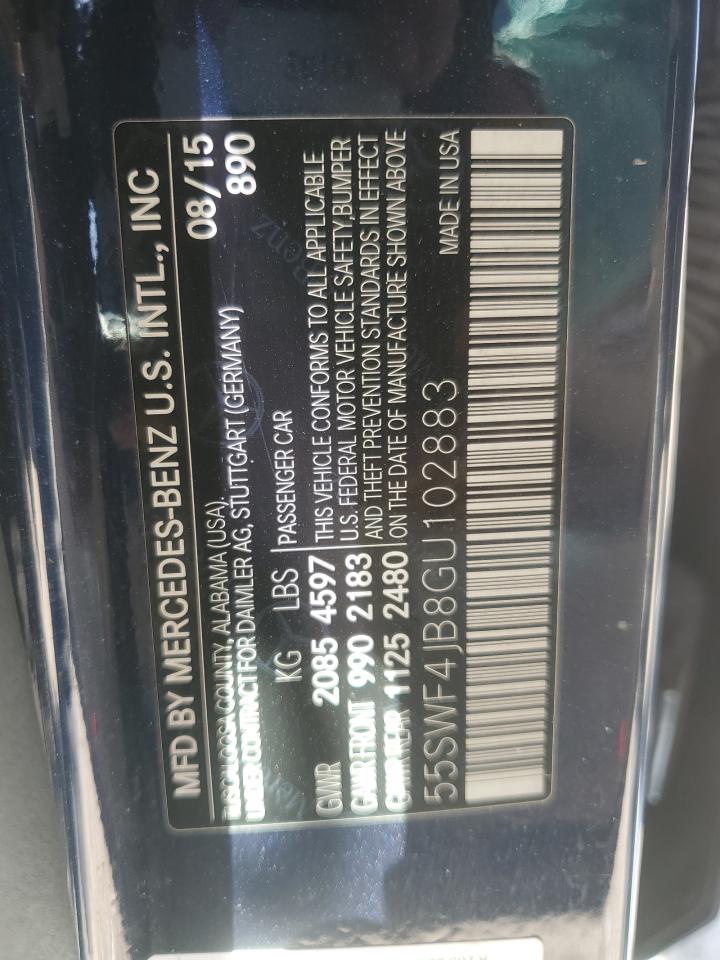 MFD BY MERCEDES-BENZ U.S. INTL., INC
TUSCALOOSA COUNTY, ALABAMA (USA),
UNDER CONTRACT FOR DAIMLER AG, STUTTGART (GERMANY)
08/15
890
KG LBS
GVWR 2085 4597
GAWR FRONT 990 2183
GAWR REAR 1125 2480
PASSENGER CAR
THIS VEHICLE CONFORMS TO ALL APPLICABLE
U.S. FEDERAL MOTOR VEHICLE SAFETY,BUMPER
AND THEFT PREVENTION STANDARDS IN EFFECT
ON THE DATE OF MANUFACTURE SHOWN ABOVE
55SWF4JB8GU102883
MADE IN USA